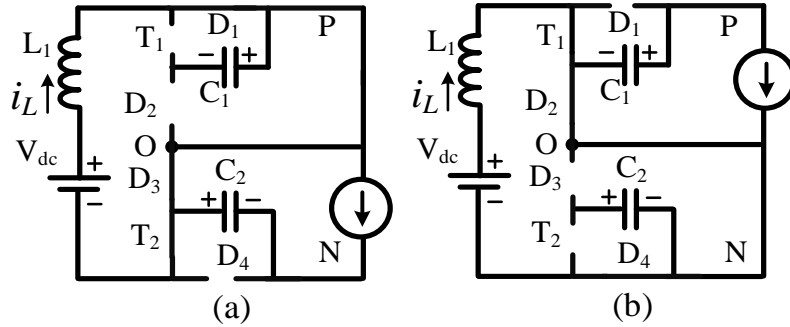 D₁ P
L₁ T₁ − +
C₁
i_L D₂
V_dc + O
− D₃ C₂
+ −
T₂ D₄ N
(a)
D₁ P
L₁ T₁ − +
C₁
i_L D₂
V_dc + O
− D₃ C₂
+ −
T₂ D₄ N
(b)